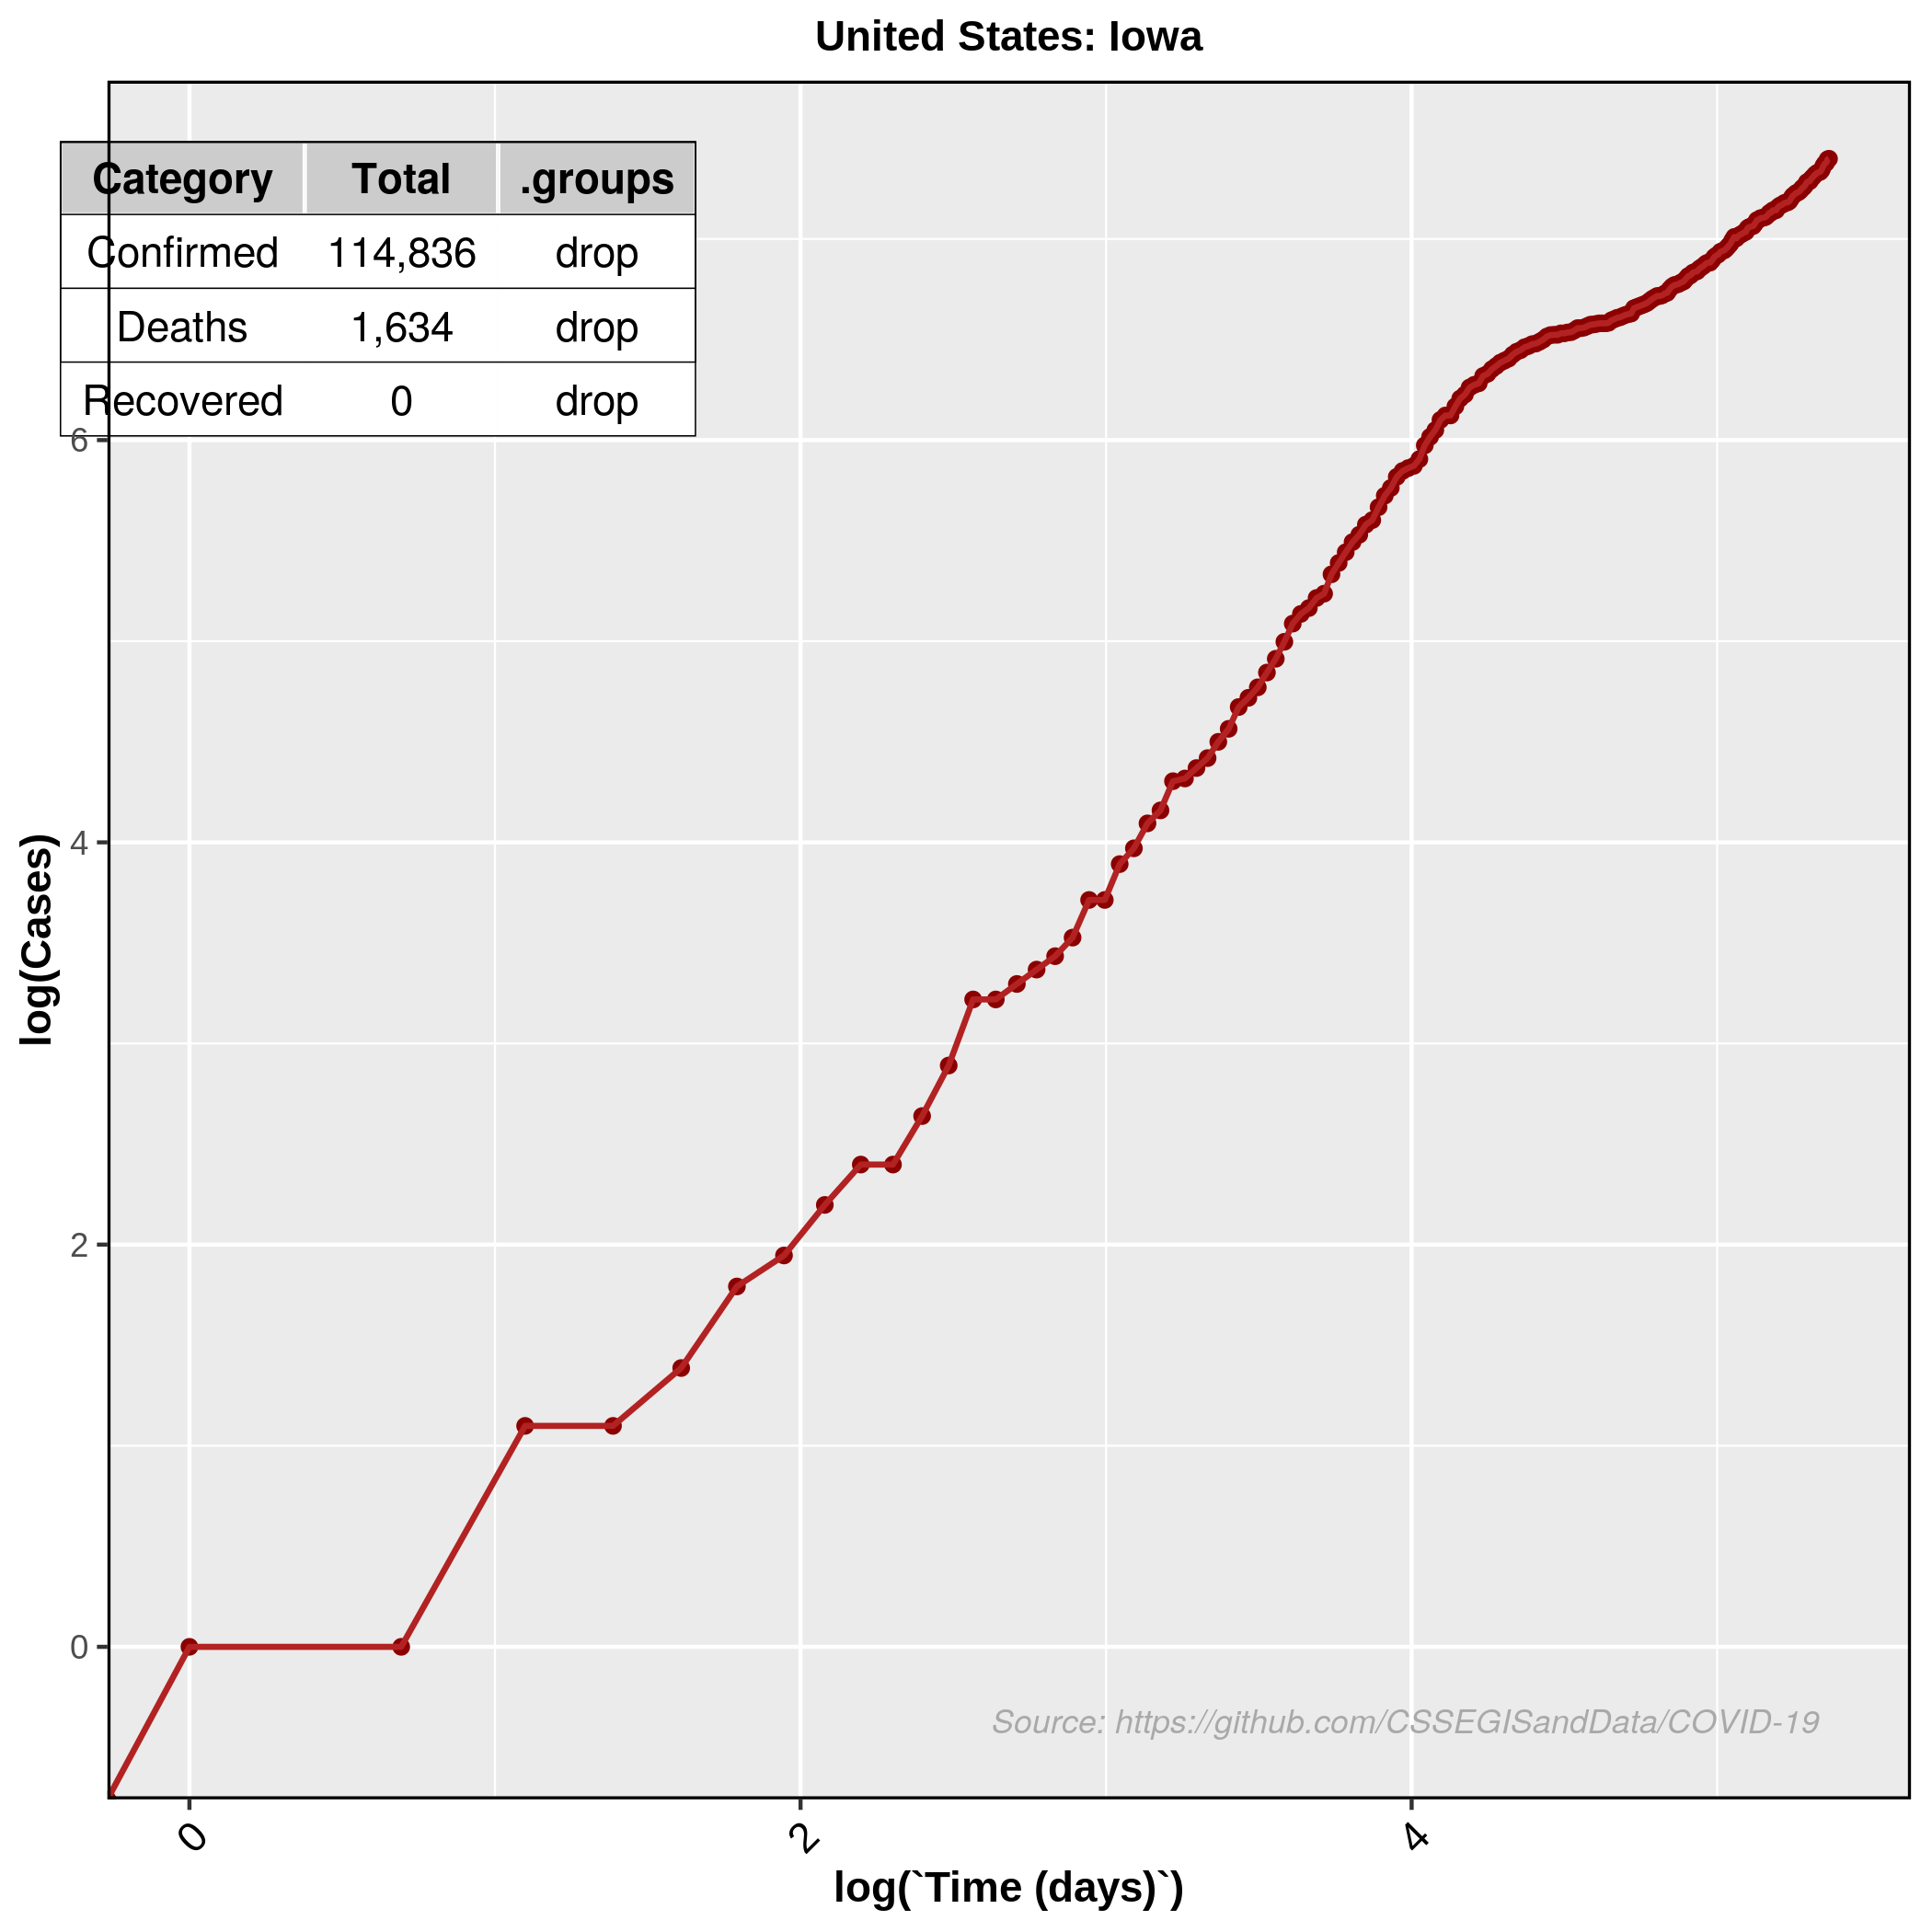 United States: Iowa
Category Total .groups
Confirmed 114,836 drop
Deaths 1,634 drop
Recovered 0 drop
6
4
2
0
log(Cases)
Source: https://github.com/CSSEGISandData/COVID-19
0 2 4
log(`Time (days)`)